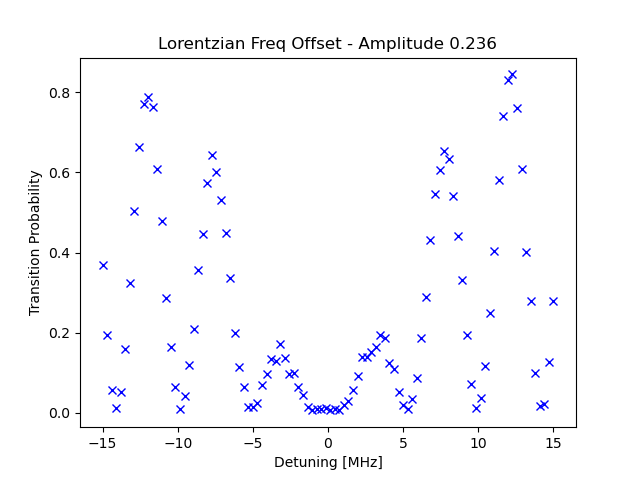 Lorentzian Freq Offset - Amplitude 0.236
Transition Probability
0.8
0.6
0.4
0.2
0.0
−15 −10 −5 0 5 10 15
Detuning [MHz]